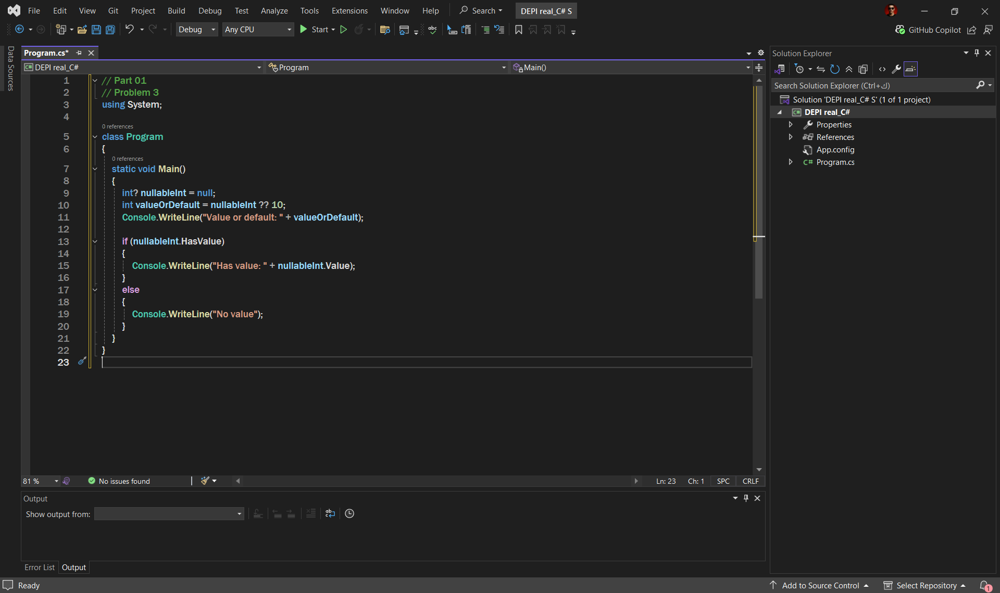 File Edit View Git Project Build Debug Test Analyze Tools Extensions Window Help Search DEPI real_C# S
Debug Any CPU Start abc GitHub Copilot
Data Sources
Program.cs*
DEPI real_C# Program Main()
1 // Part 01
2 // Problem 3
3 using System;
4
0 references
5 class Program
6 {
0 references
7 static void Main()
8 {
9 int? nullableInt = null;
10 int valueOrDefault = nullableInt ?? 10;
11 Console.WriteLine("Value or default: " + valueOrDefault);
12
13 if (nullableInt.HasValue)
14 {
15 Console.WriteLine("Has value: " + nullableInt.Value);
16 }
17 else
18 {
19 Console.WriteLine("No value");
20 }
21 }
22 }
23
81 % No issues found Ln: 23 Ch: 1 SPC CRLF
Output
Show output from:
Error List Output
Solution Explorer
Search Solution Explorer (Ctrl+ك)
Solution 'DEPI real_C# S' (1 of 1 project)
C# DEPI real_C#
Properties
References
App.config
C# Program.cs
Ready Add to Source Control Select Repository 1